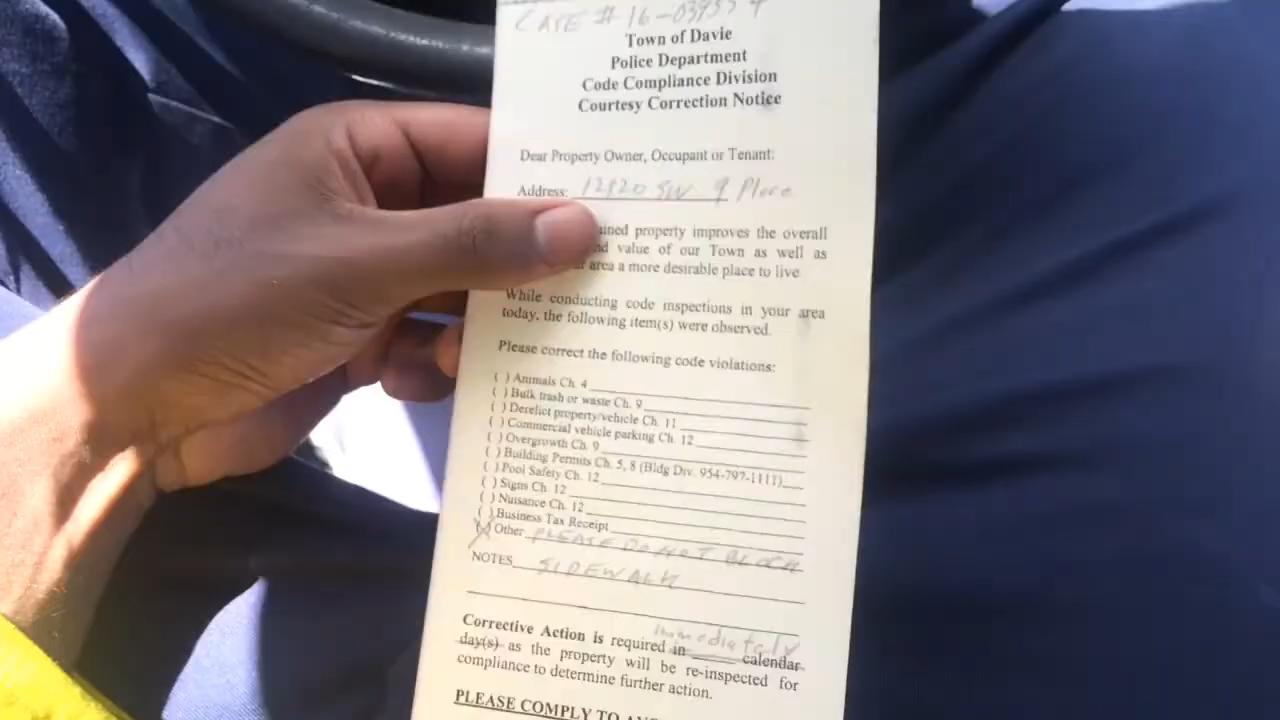 CASE # 16-
Town of Davie
Police Department
Code Compliance Division
Courtesy Correction Notice
Dear Property Owner, Occupant or Tenant:
Address: 12820 SW 9 Place
ained property improves the overall
nd value of our Town as well as
area a more desirable place to live
While conducting code inspections in your area
today, the following item(s) were observed.
Please correct the following code violations:
( ) Animals Ch. 4
( ) Bulk trash or waste Ch. 9
( ) Derelict property/vehicle Ch. 11
( ) Commercial vehicle parking Ch. 12
( ) Overgrowth Ch. 9
( ) Building Permits Ch. 5, 8 (Bldg Div. 954-797-1111)
( ) Pool Safety Ch. 12
( ) Signs Ch. 12
( ) Nuisance Ch. 12
( ) Business Tax Receipt
(X) Other PLEASE DO NOT BLOCK
NOTES SIDEWALK
immediately
Corrective Action is required in ____ calendar
day(s) as the property will be re-inspected for
compliance to determine further action.
PLEASE COMPLY TO